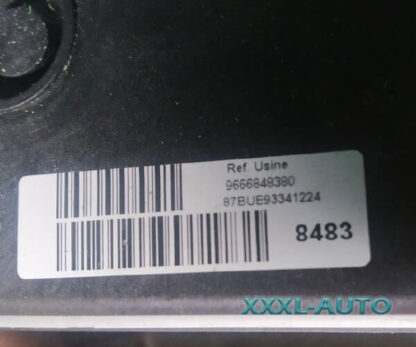 Ref. Usine
9666848380
87BUE93341224
8483
XXXL-AUTO